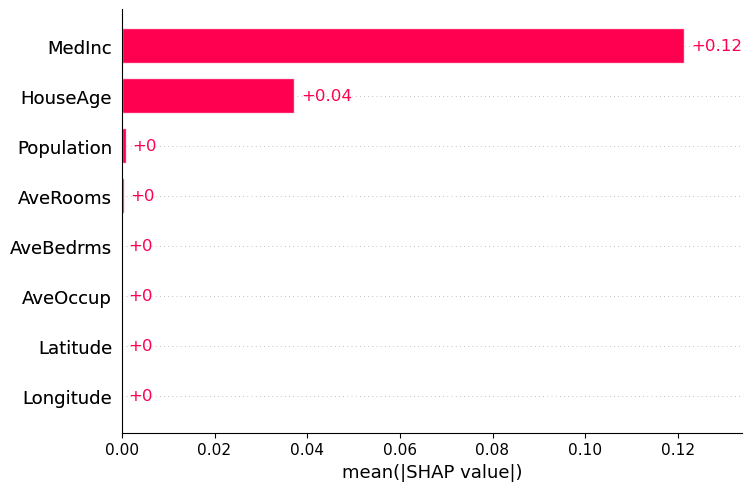 MedInc +0.12
HouseAge +0.04
Population +0
AveRooms +0
AveBedrms +0
AveOccup +0
Latitude +0
Longitude +0
0.00 0.02 0.04 0.06 0.08 0.10 0.12
mean(|SHAP value|)